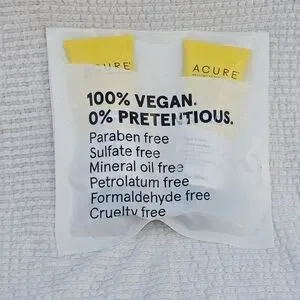 ACURE
ACURE
100% VEGAN.
0% PRETENTIOUS.
Paraben free
Sulfate free
Mineral oil free
Petrolatum free
Formaldehyde free
Cruelty free